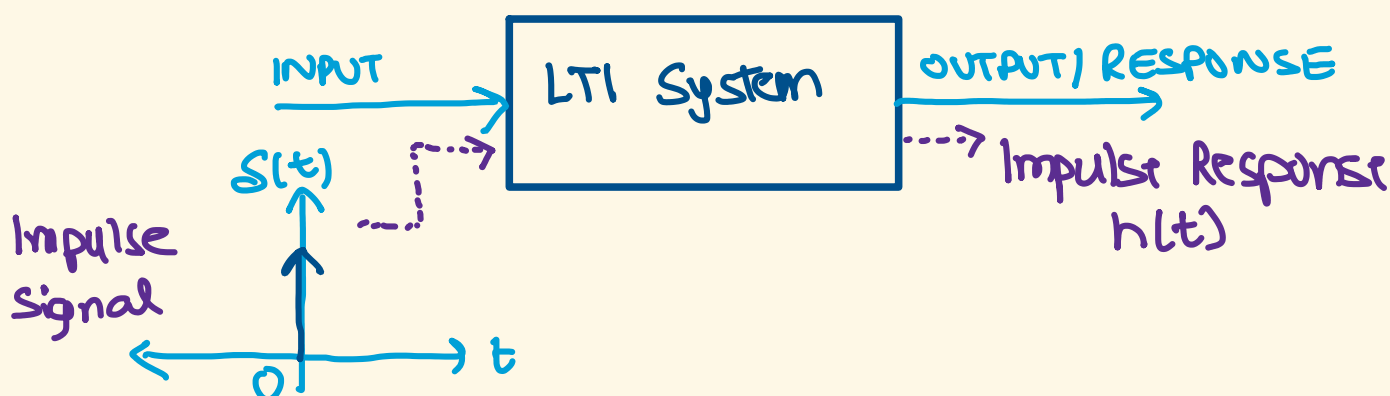 INPUT
LTI System
OUTPUT/ RESPONSE
δ(t)
Impulse Response
h(t)
Impulse
Signal
t
0